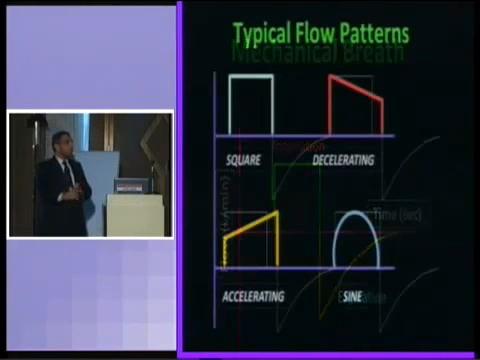 Typical Flow Patterns
Mechanical Breath
SQUARE
DECELERATING
Time (sec)
ACCELERATING
SINE